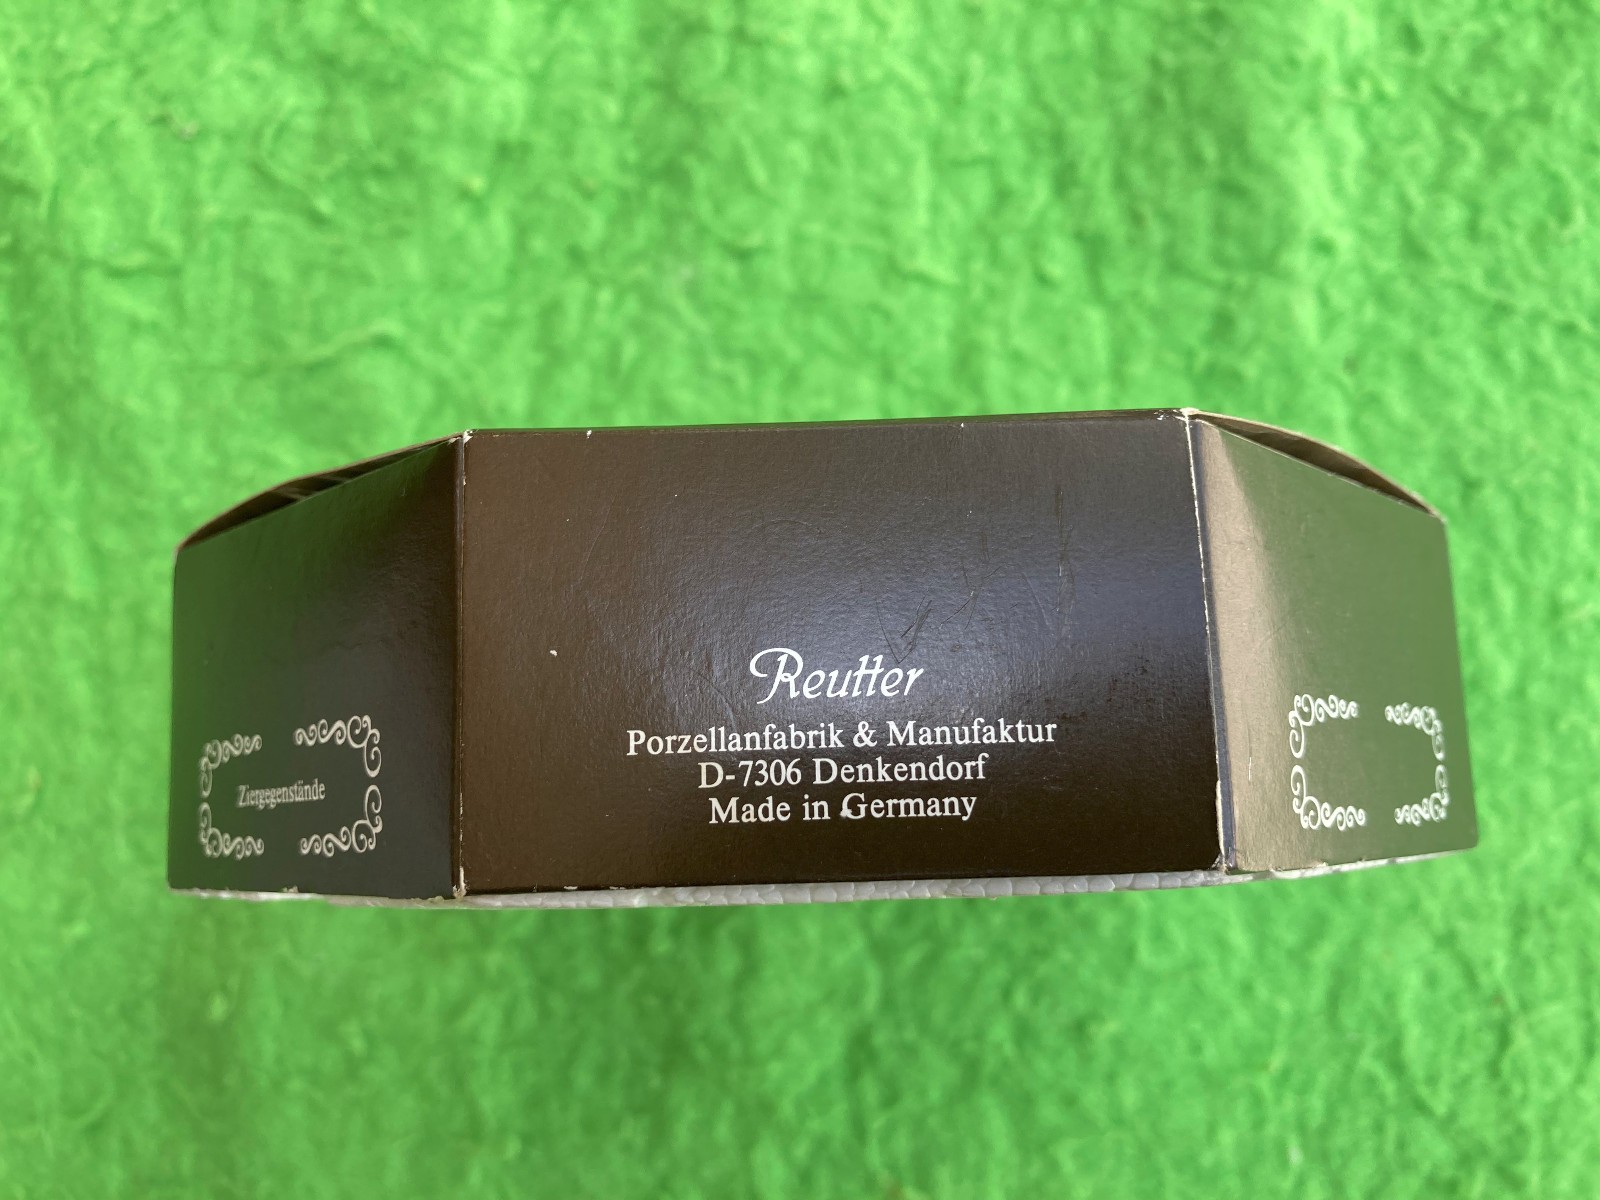 Reutter
Porzellanfabrik & Manufaktur
D-7306 Denkendorf
Made in Germany
Ziergegenstände